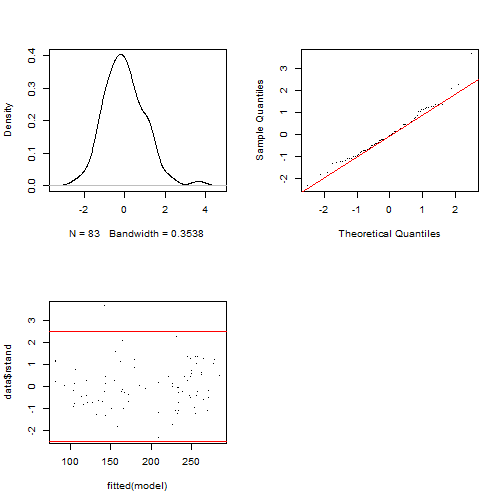 0.4
0.3
0.2
0.1
0.0
Density
-2 0 2 4
N = 83 Bandwidth = 0.3538
3
2
1
0
-1
-2
Sample Quantiles
-2 -1 0 1 2
Theoretical Quantiles
3
2
1
0
-1
-2
data$rstand
100 150 200 250
fitted(model)